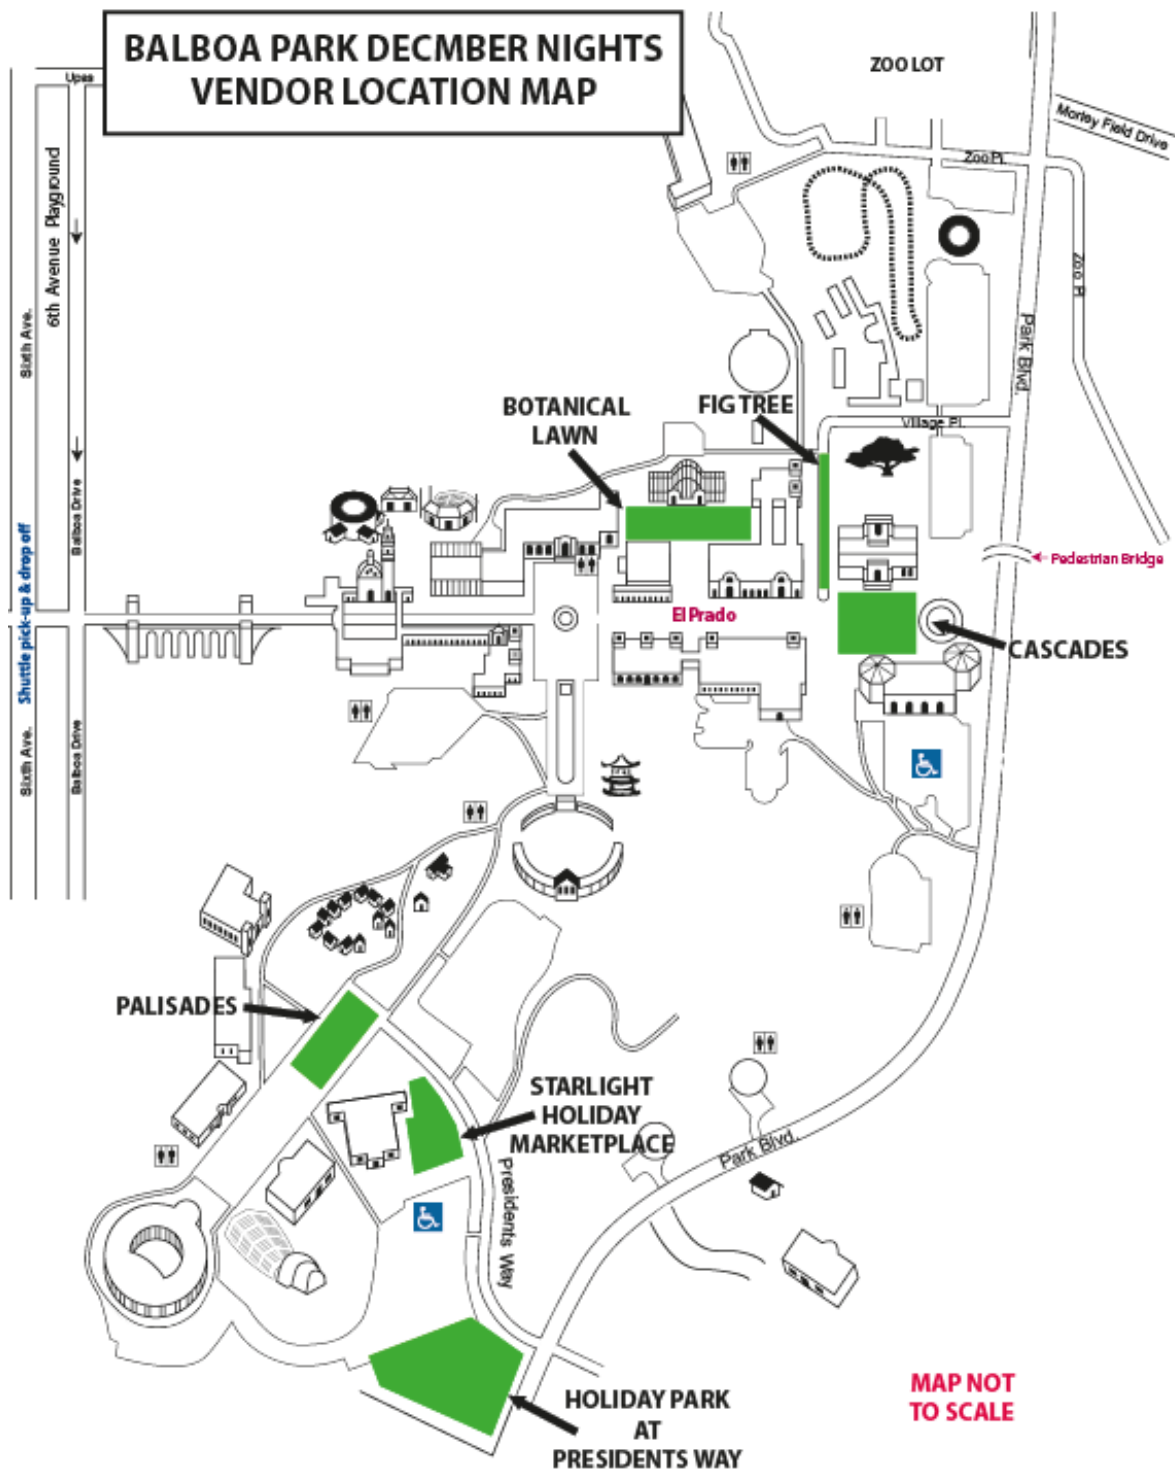 BALBOA PARK DECMBER NIGHTS
VENDOR LOCATION MAP
ZOO LOT
Upas
Morley Field Drive
Zoo Pl.
6th Avenue Playground
Zoo Pl
Sixth Ave.
Park Blvd.
BOTANICAL
LAWN
FIG TREE
Village Pl.
Balboa Drive
Shuttle pick-up & drop off
Pedestrian Bridge
El Prado
CASCADES
Sixth Ave.
Balboa Drive
PALISADES
STARLIGHT
HOLIDAY
MARKETPLACE
Park Blvd.
Presidents Way
MAP NOT
TO SCALE
HOLIDAY PARK
AT
PRESIDENTS WAY